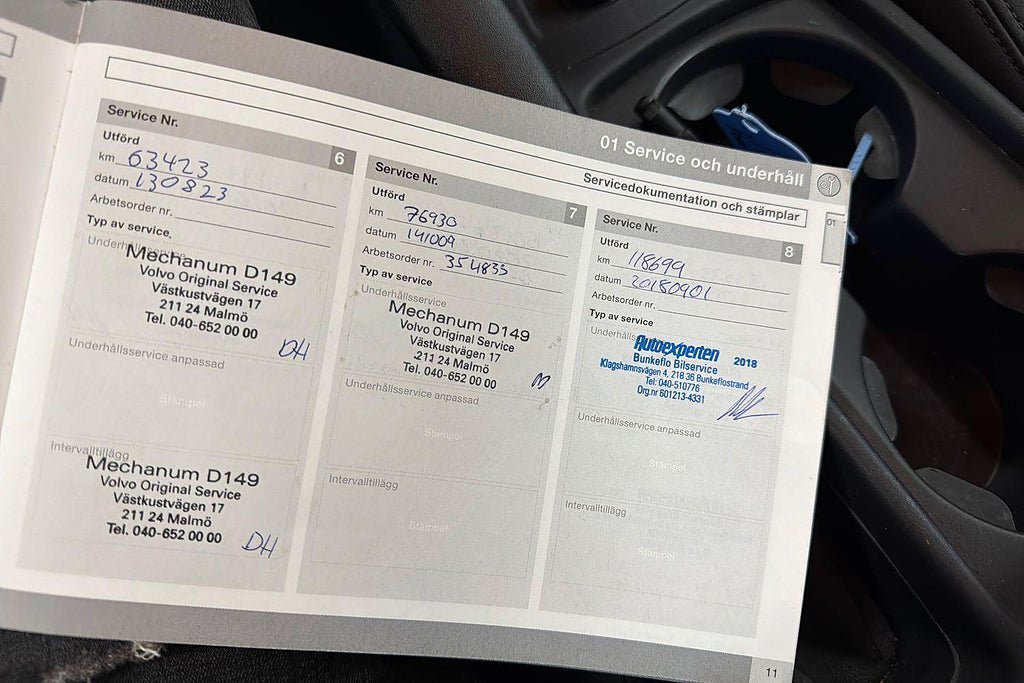 01 Service och underhåll
Servicedokumentation och stämplar
01
Service Nr. 6
Utförd
km 63423
datum 130823
Arbetsorder nr.
Typ av service
Underhållsservice
Mechanum D149
Volvo Original Service
Västkustvägen 17
211 24 Malmö
Tel. 040-652 00 00
DH
Underhållsservice anpassad
Stämpel
Intervalltillägg
Mechanum D149
Volvo Original Service
Västkustvägen 17
211 24 Malmö
Tel. 040-652 00 00
DH
Service Nr. 7
Utförd
km 76930
datum 141009
Arbetsorder nr. 354833
Typ av service
Underhållsservice
Mechanum D149
Volvo Original Service
Västkustvägen 17
211 24 Malmö
Tel. 040-652 00 00
Underhållsservice anpassad
Stämpel
Intervalltillägg
Stämpel
Service Nr. 8
Utförd
km 118699
datum 20180901
Arbetsorder nr.
Typ av service
Autoexperten 2018
Bunkeflo Bilservice
Klagshamnsvägen 4, 218 36 Bunkeflostrand
Tel: 040-510776
Org.nr 601213-4331
Underhållsservice anpassad
Stämpel
Intervalltillägg
Stämpel
11